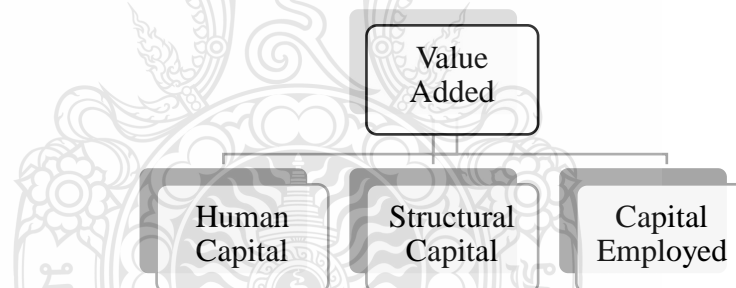 Value
Added
Human
Capital
Structural
Capital
Capital
Employed